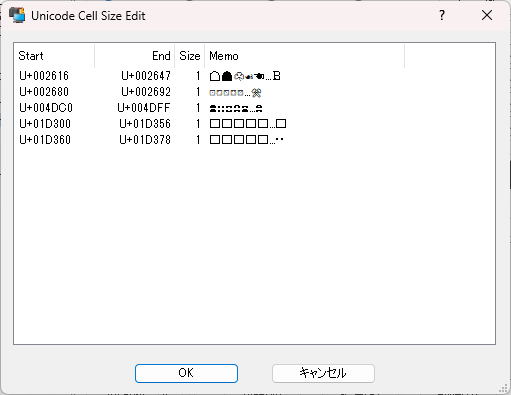 Unicode Cell Size Edit
Start End Size Memo
U+002616 U+002647 1
U+002680 U+002692 1
U+004DC0 U+004DFF 1
U+01D300 U+01D356 1 □□□□□...□
U+01D360 U+01D378 1 □□□□□...
OK キャンセル